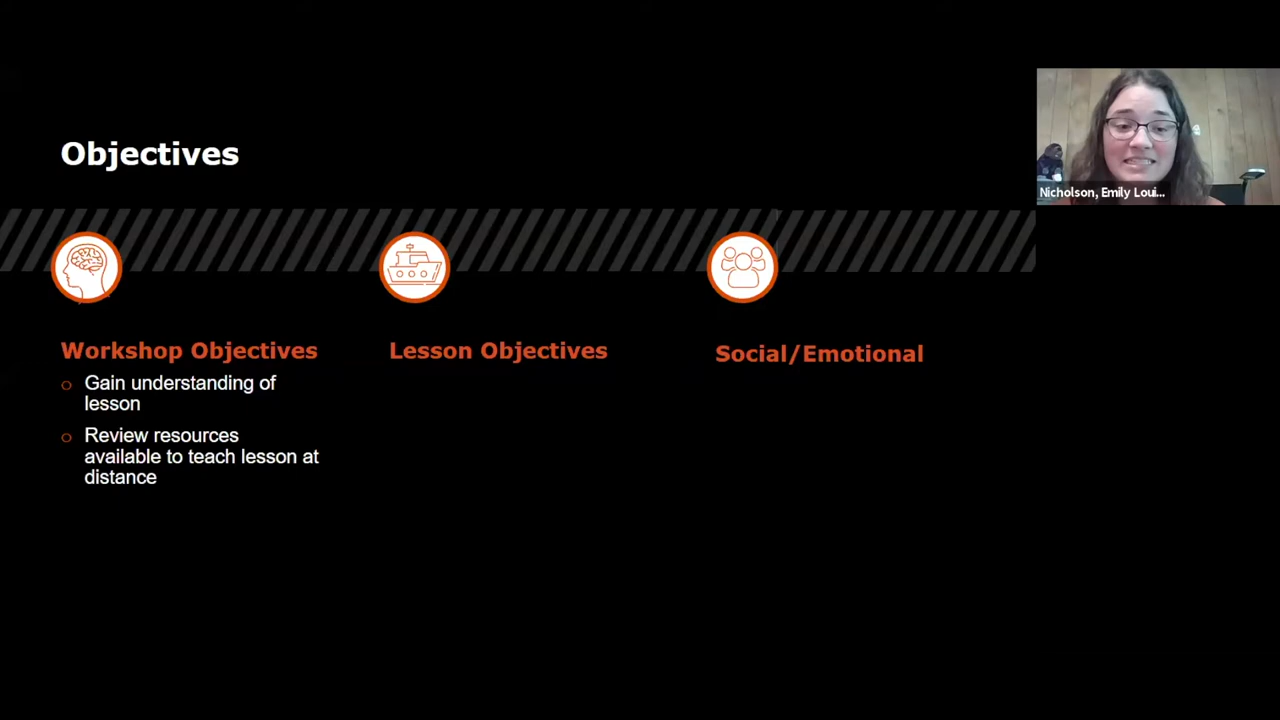 Objectives
Nicholson, Emily Loui...
Workshop Objectives
Gain understanding of
lesson
Review resources
available to teach lesson at
distance
Lesson Objectives
Social/Emotional